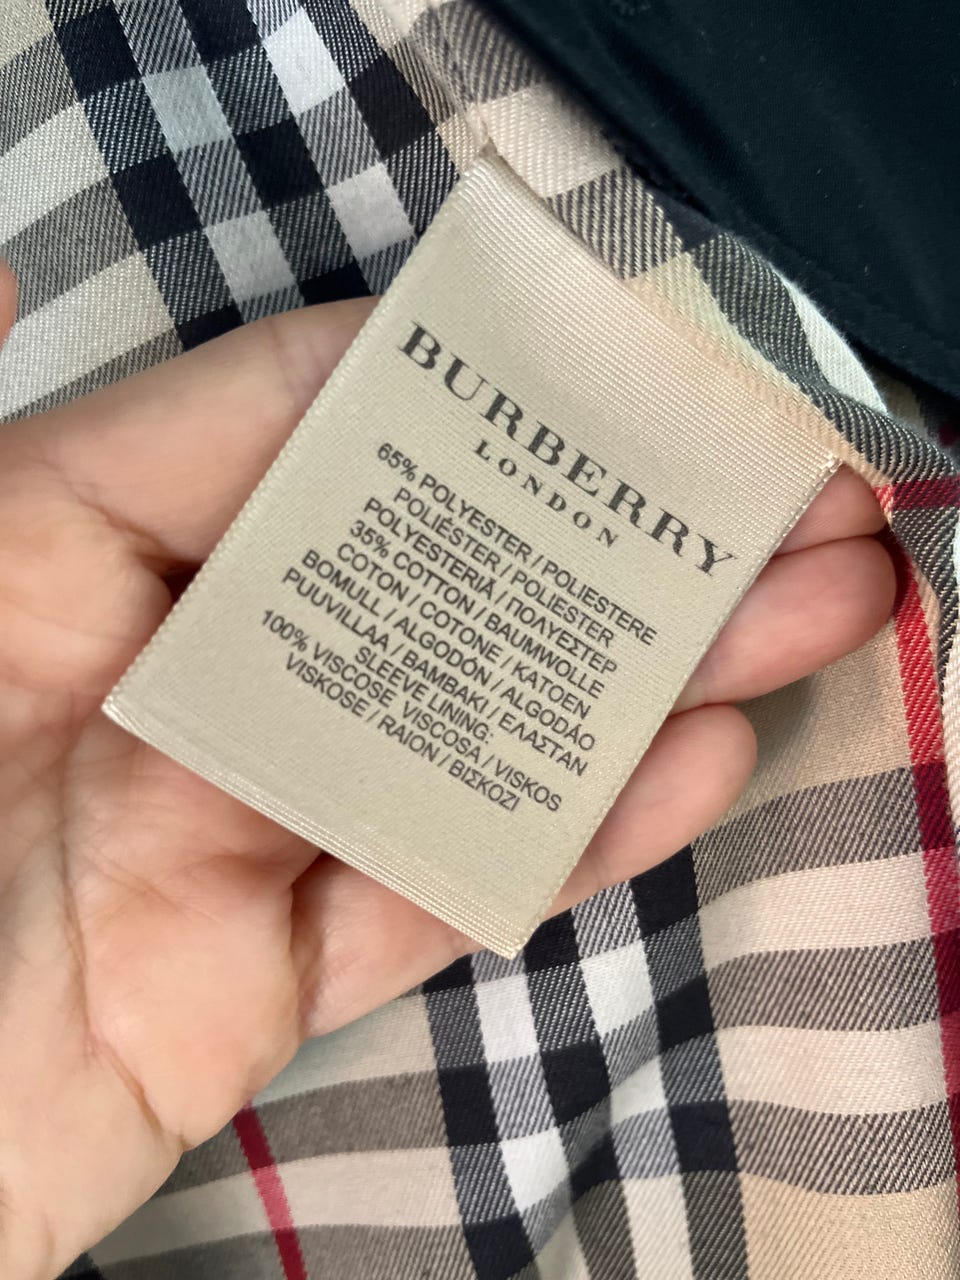 BURBERRY
LONDON
65% POLYESTER / POLIESTERE
POLIÉSTER / POLIESTER
POLYESTERIÄ / ΠΟΛΥΕΣΤΕΡ
35% COTTON / BAUMWOLLE
COTON / COTONE / KATOEN
BOMULL / ALGODÓN / ALGODÃO
PUUVILLAA / BAMBAKI / ΕΛΑΣΤΑΝ
SLEEVE LINING:
100% VISCOSE VISCOSA / VISKOS
VISKOSE / RAION / ΒΙΣΚΟΖΙ